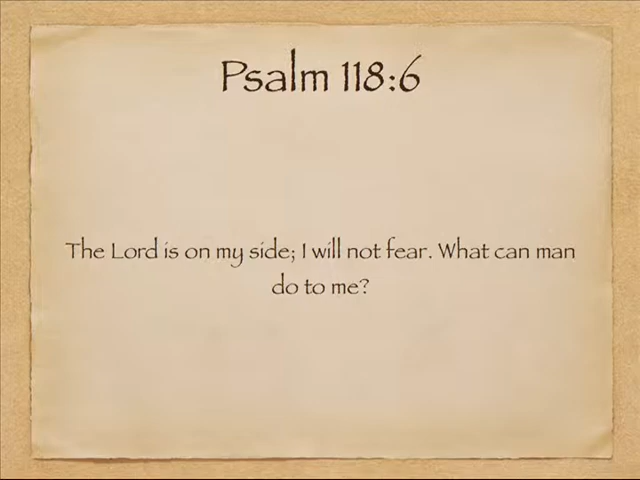 Psalm 118:6
The Lord is on my side; I will not fear. What can man
do to me?